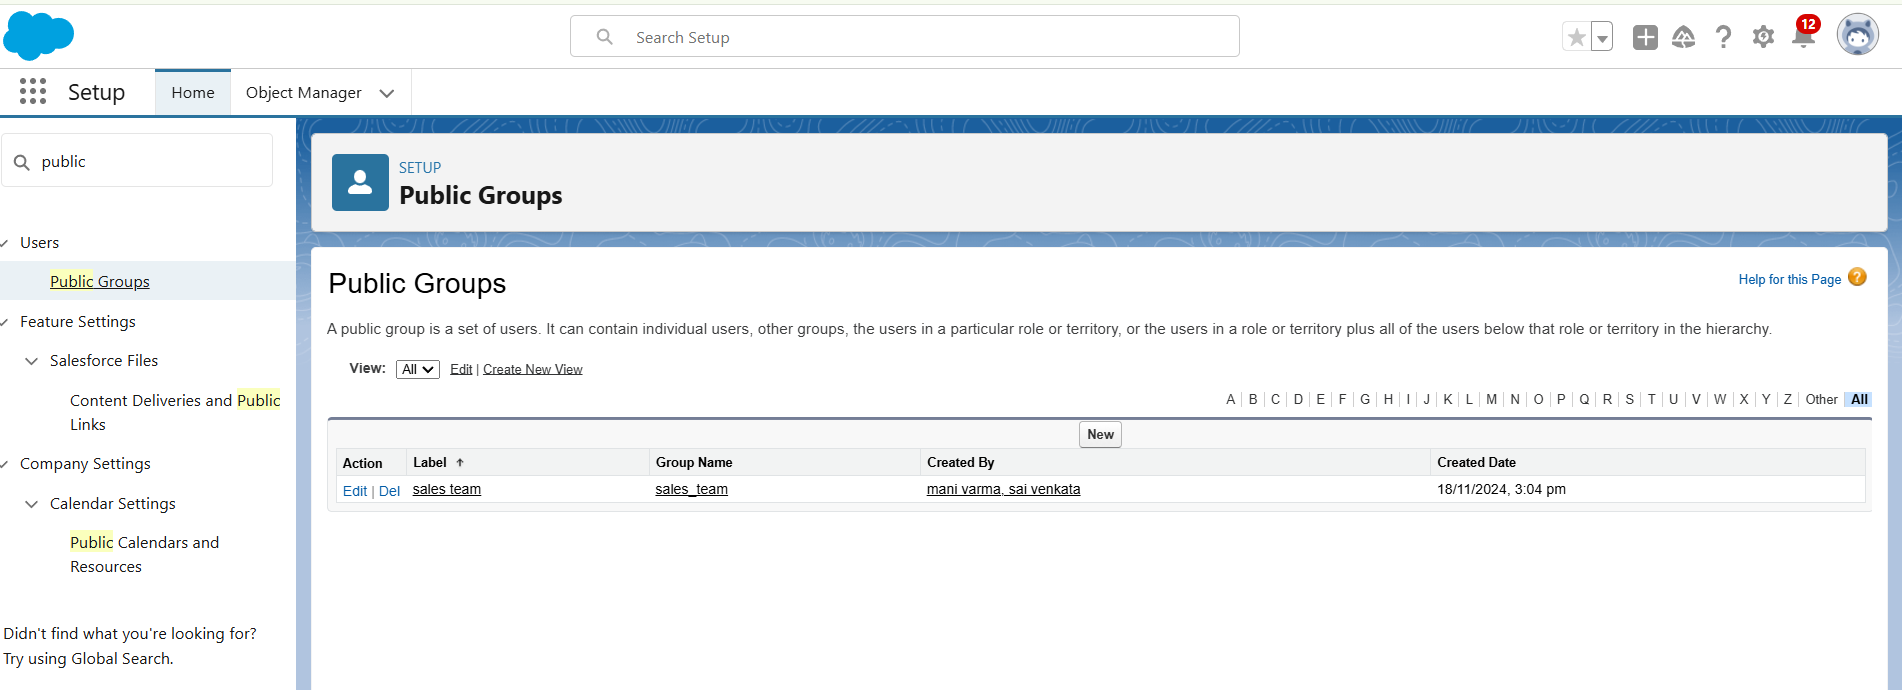 Search Setup
12
Setup
Home
Object Manager
public
Users
Public Groups
Feature Settings
Salesforce Files
Content Deliveries and Public
Links
Company Settings
Calendar Settings
Public Calendars and
Resources
Didn't find what you're looking for?
Try using Global Search.
SETUP
Public Groups
Public Groups
Help for this Page ?
A public group is a set of users. It can contain individual users, other groups, the users in a particular role or territory, or the users in a role or territory plus all of the users below that role or territory in the hierarchy.
View: All Edit | Create New View
A | B | C | D | E | F | G | H | I | J | K | L | M | N | O | P | Q | R | S | T | U | V | W | X | Y | Z | Other | All
New
Action Label ↑ Group Name Created By Created Date
Edit | Del sales team sales_team mani varma, sai venkata 18/11/2024, 3:04 pm